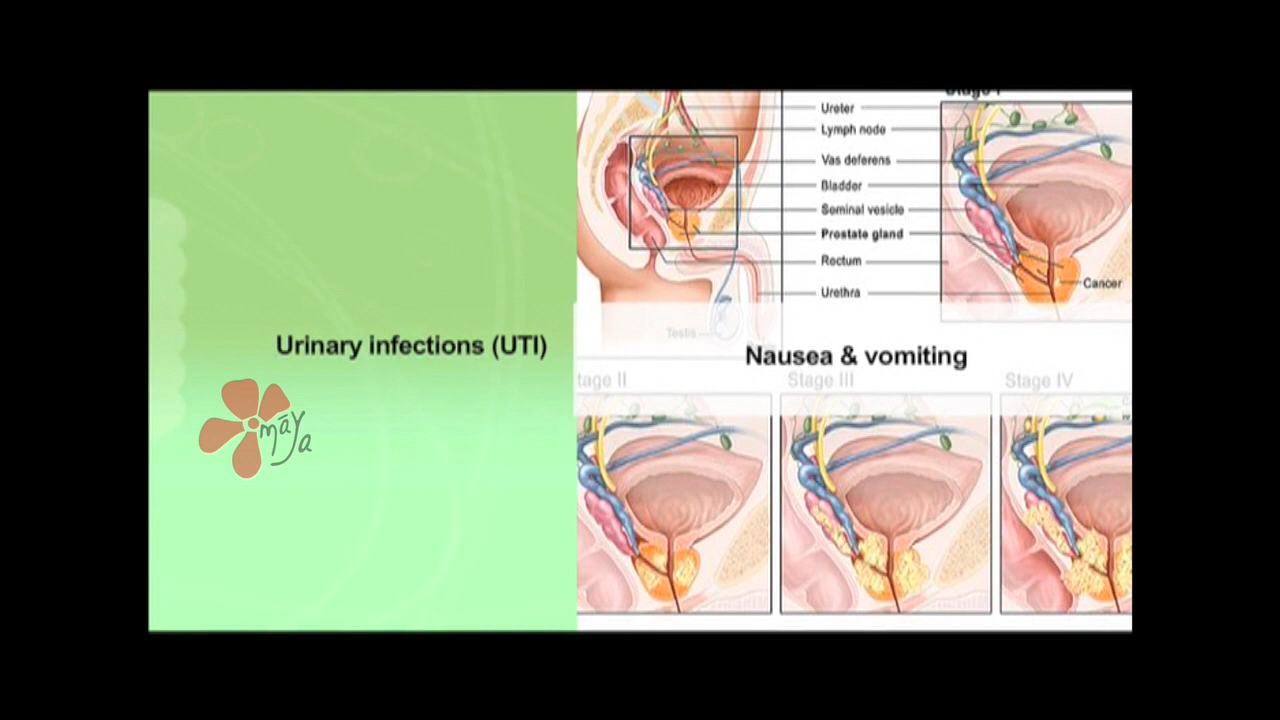 Urinary infections (UTI)
māya
Stage I
Ureter
Lymph node
Vas deferens
Bladder
Seminal vesicle
Prostate gland
Rectum
Urethra
Cancer
Testis
Nausea & vomiting
tage II
Stage III
Stage IV